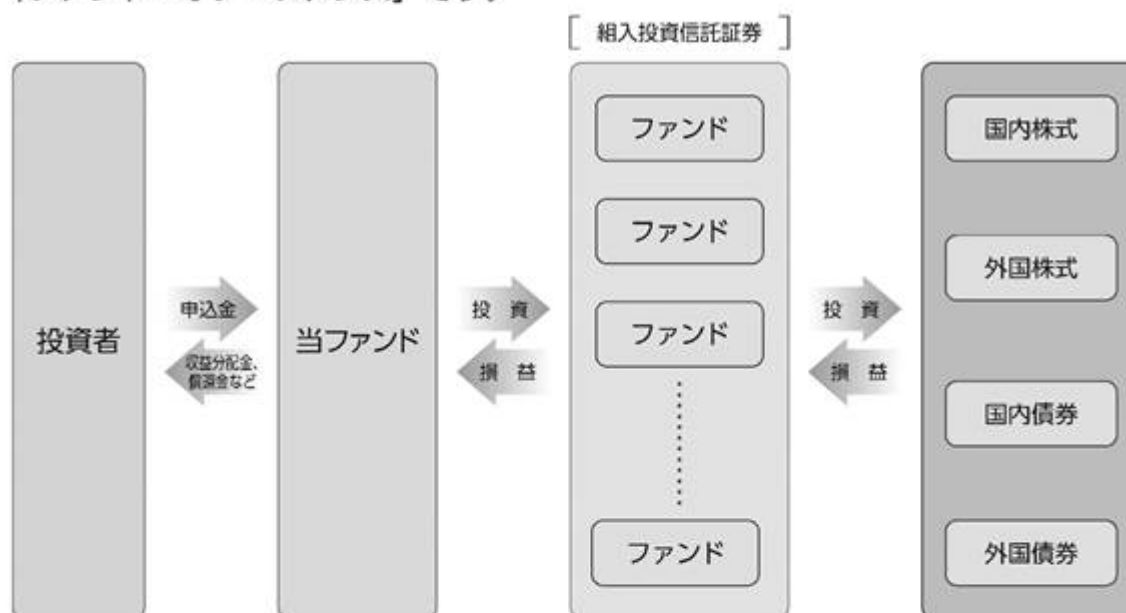 [ 組入投資信託証券 ]
投資者
申込金
収益分配金、
償還金など
当ファンド
投 資
損 益
ファンド
ファンド
ファンド
ファンド
投 資
損 益
国内株式
外国株式
国内債券
外国債券